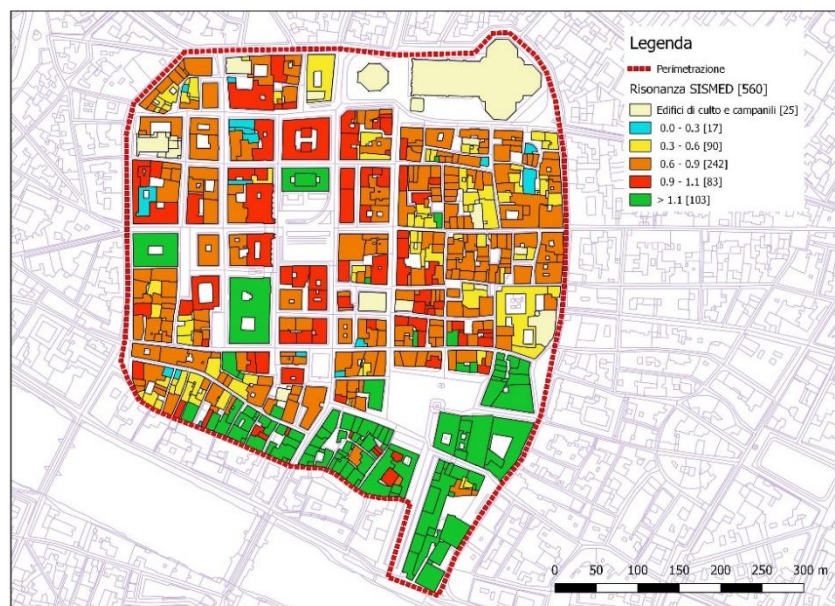 Legenda
Perimetrazione
Risonanza SISMED [560]
Edifici di culto e campanili [25]
0.0 - 0.3 [17]
0.3 - 0.6 [90]
0.6 - 0.9 [242]
0.9 - 1.1 [83]
> 1.1 [103]
0 50 100 150 200 250 300 m